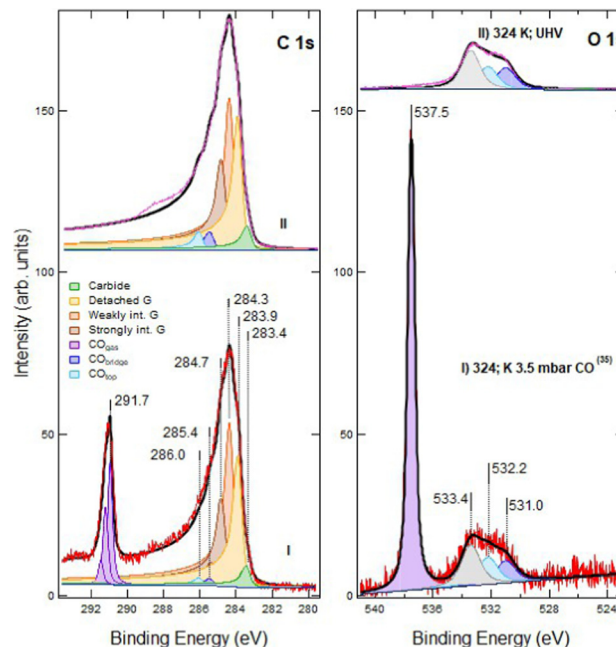 C 1s
II
Carbide
Detached G
Weakly int. G
Strongly int. G
COgas
CObridge
COtop
284.3
283.9
283.4
284.7
285.4
286.0
291.7
I
150
100
50
0
292 290 288 286 284 282 280
Binding Energy (eV)
Intensity (arb. units)
O 1
II) 324 K; UHV
537.5
I) 324; K 3.5 mbar CO (35)
533.4
532.2
531.0
150
100
50
0
540 536 532 528 524
Binding Energy (eV)